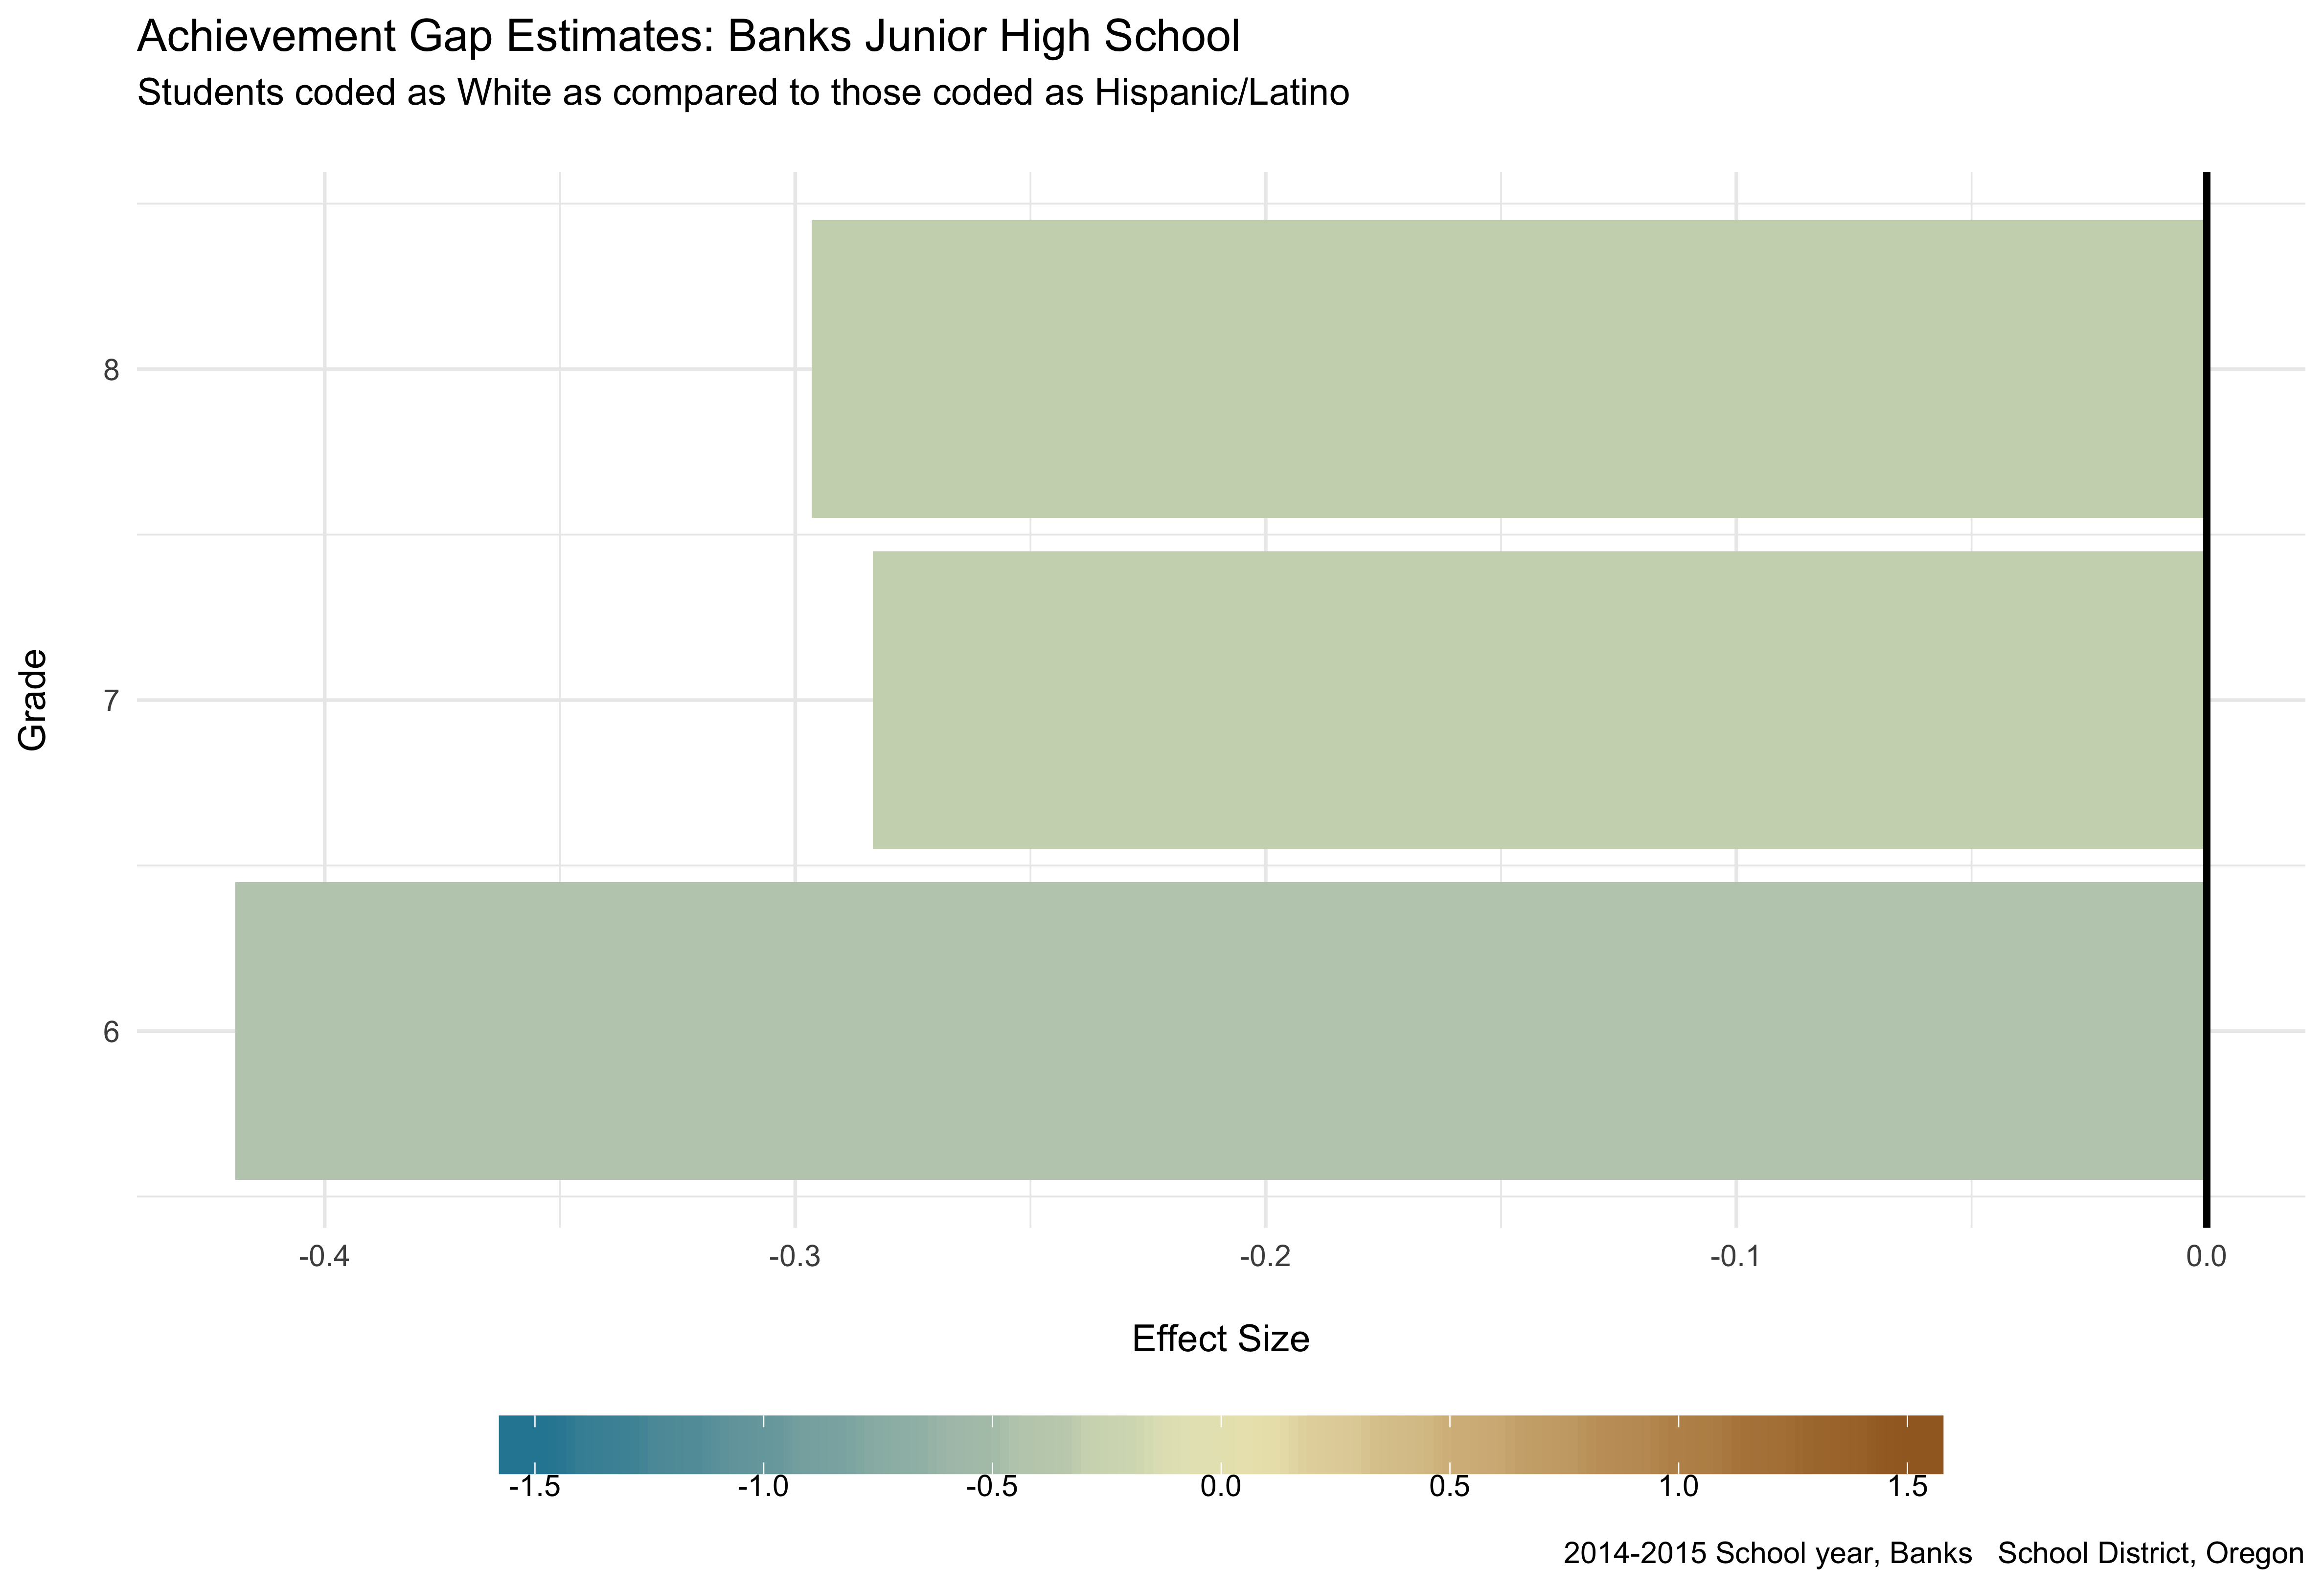 Achievement Gap Estimates: Banks Junior High School
Students coded as White as compared to those coded as Hispanic/Latino
Grade
8
7
6
-0.4 -0.3 -0.2 -0.1 0.0
Effect Size
-1.5 -1.0 -0.5 0.0 0.5 1.0 1.5
2014-2015 School year, Banks   School District, Oregon